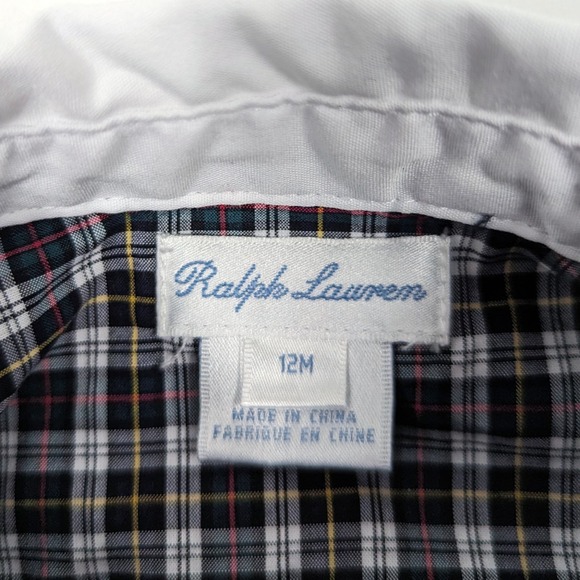 Ralph Lauren
12M
MADE IN CHINA
FABRIQUE EN CHINE